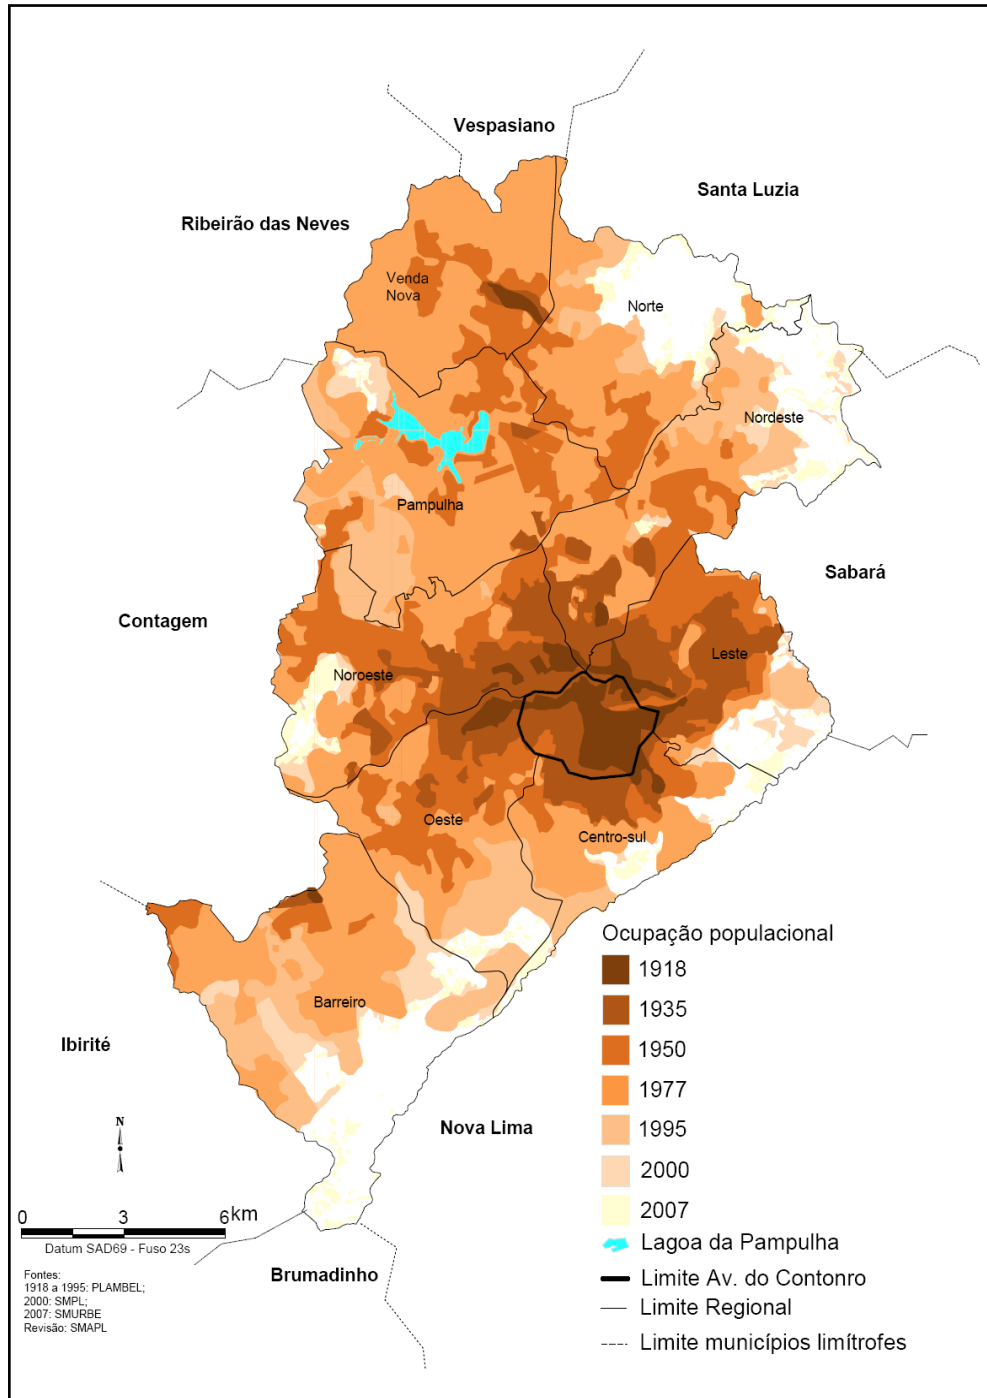 Vespasiano
Santa Luzia
Ribeirão das Neves
Venda
Nova
Norte
Nordeste
Pampulha
Sabará
Contagem
Leste
Noroeste
Oeste
Centro-sul
Barreiro
Ibirité
Nova Lima
Brumadinho
Ocupação populacional
1918
1935
1950
1977
1995
2000
2007
Lagoa da Pampulha
Limite Av. do Contonro
Limite Regional
Limite municípios limítrofes
N
0 3 6km
Datum SAD69 - Fuso 23s
Fontes:
1918 a 1995: PLAMBEL;
2000: SMPL;
2007: SMURBE
Revisão: SMAPL